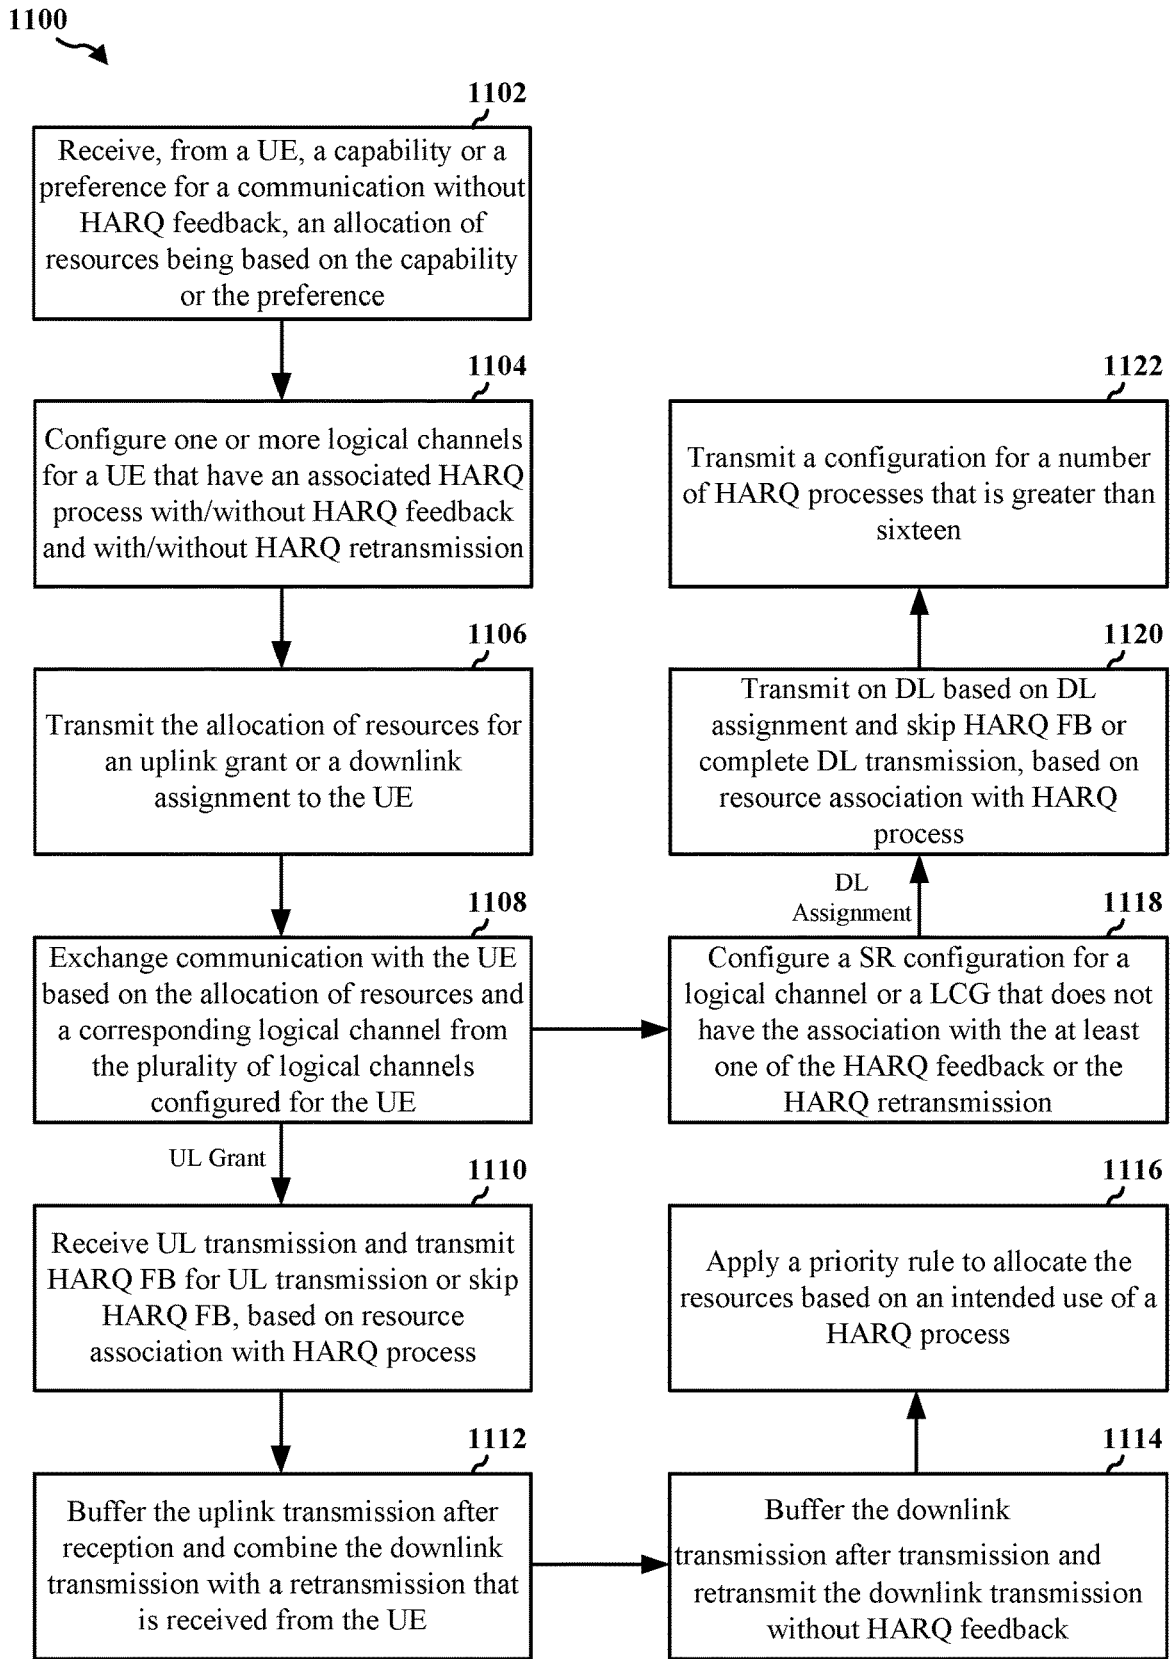 1100
1102
Receive, from a UE, a capability or a
preference for a communication without
HARQ feedback, an allocation of
resources being based on the capability
or the preference
1104
Configure one or more logical channels
for a UE that have an associated HARQ
process with/without HARQ feedback
and with/without HARQ retransmission
1106
Transmit the allocation of resources for
an uplink grant or a downlink
assignment to the UE
1108
Exchange communication with the UE
based on the allocation of resources and
a corresponding logical channel from
the plurality of logical channels
configured for the UE
UL Grant
1110
Receive UL transmission and transmit
HARQ FB for UL transmission or skip
HARQ FB, based on resource
association with HARQ process
1112
Buffer the uplink transmission after
reception and combine the downlink
transmission with a retransmission that
is received from the UE
1114
Buffer the downlink
transmission after transmission and
retransmit the downlink transmission
without HARQ feedback
1116
Apply a priority rule to allocate the
resources based on an intended use of a
HARQ process
1118
Configure a SR configuration for a
logical channel or a LCG that does not
have the association with the at least
one of the HARQ feedback or the
HARQ retransmission
DL
Assignment
1120
Transmit on DL based on DL
assignment and skip HARQ FB or
complete DL transmission, based on
resource association with HARQ
process
1122
Transmit a configuration for a number
of HARQ processes that is greater than
sixteen